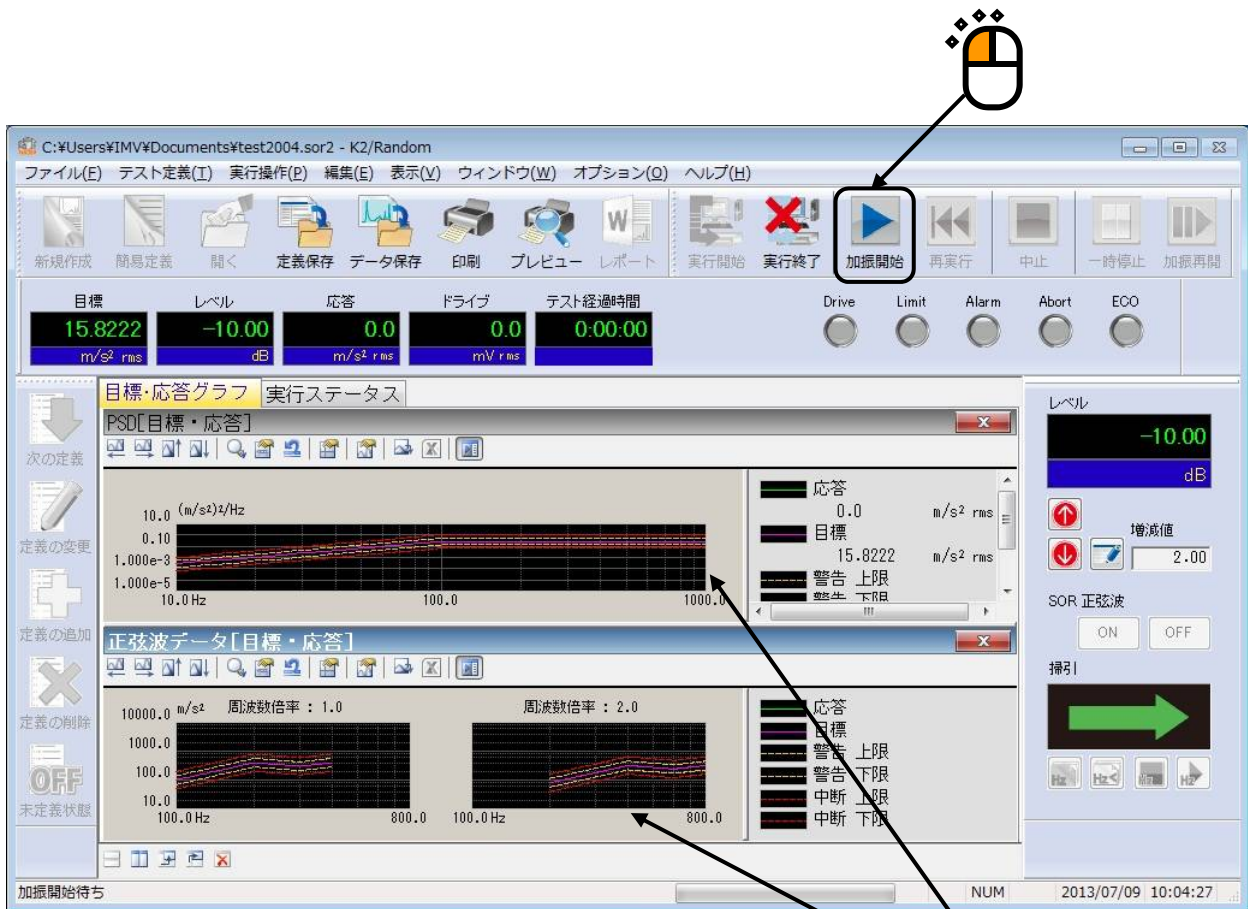 C:¥Users¥IMV¥Documents¥test2004.sor2 - K2/Random
ファイル(F) テスト定義(T) 実行操作(P) 編集(E) 表示(V) ウィンドウ(W) オプション(O) ヘルプ(H)
新規作成 簡易定義 開く 定義保存 データ保存 印刷 プレビュー レポート 実行開始 実行終了 加振開始 再実行 中止 一時停止 加振再開
目標 レベル 応答 ドライブ テスト経過時間 Drive Limit Alarm Abort ECO
15.8222 -10.00 0.0 0.0 0:00:00
m/s² rms dB m/s² rms mV rms
目標・応答グラフ 実行ステータス
PSD[目標・応答]
次の定義
定義の変更
定義の追加
定義の削除
OFF
未定義状態
(m/s²)²/Hz
10.0
0.10
1.000e-3
1.000e-5
10.0 Hz 100.0 1000.0
応答
0.0 m/s² rms
目標
15.8222 m/s² rms
警告 上限
警告 下限
正弦波データ[目標・応答]
m/s² 周波数倍率 : 1.0 周波数倍率 : 2.0
10000.0
1000.0
100.0
10.0
100.0 Hz 800.0 100.0 Hz 800.0
応答
目標
警告 上限
警告 下限
中断 上限
中断 下限
レベル
-10.00
dB
増減値
2.00
SOR 正弦波
ON OFF
掃引
Hz Hz Hz
加振開始待ち NUM 2013/07/09 10:04:27